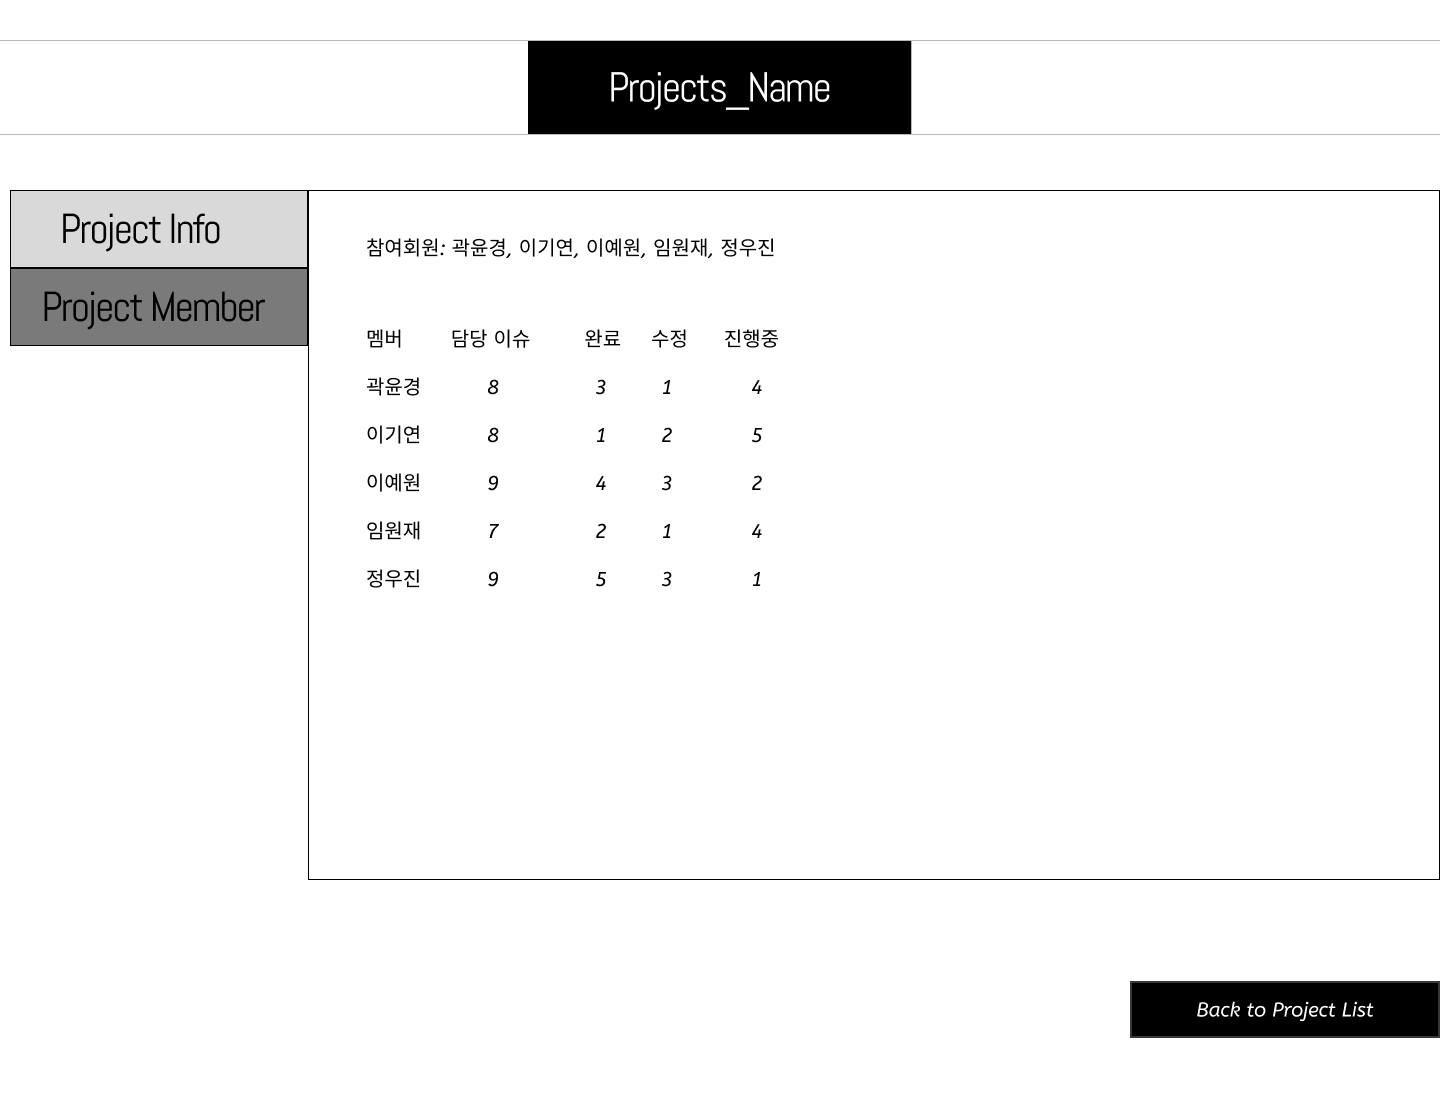 Projects_Name
Project Info
Project Member
참여회원: 곽윤경, 이기연, 이예원, 임원재, 정우진
멤버 담당 이슈 완료 수정 진행중
곽윤경 8 3 1 4
이기연 8 1 2 5
이예원 9 4 3 2
임원재 7 2 1 4
정우진 9 5 3 1
Back to Project List